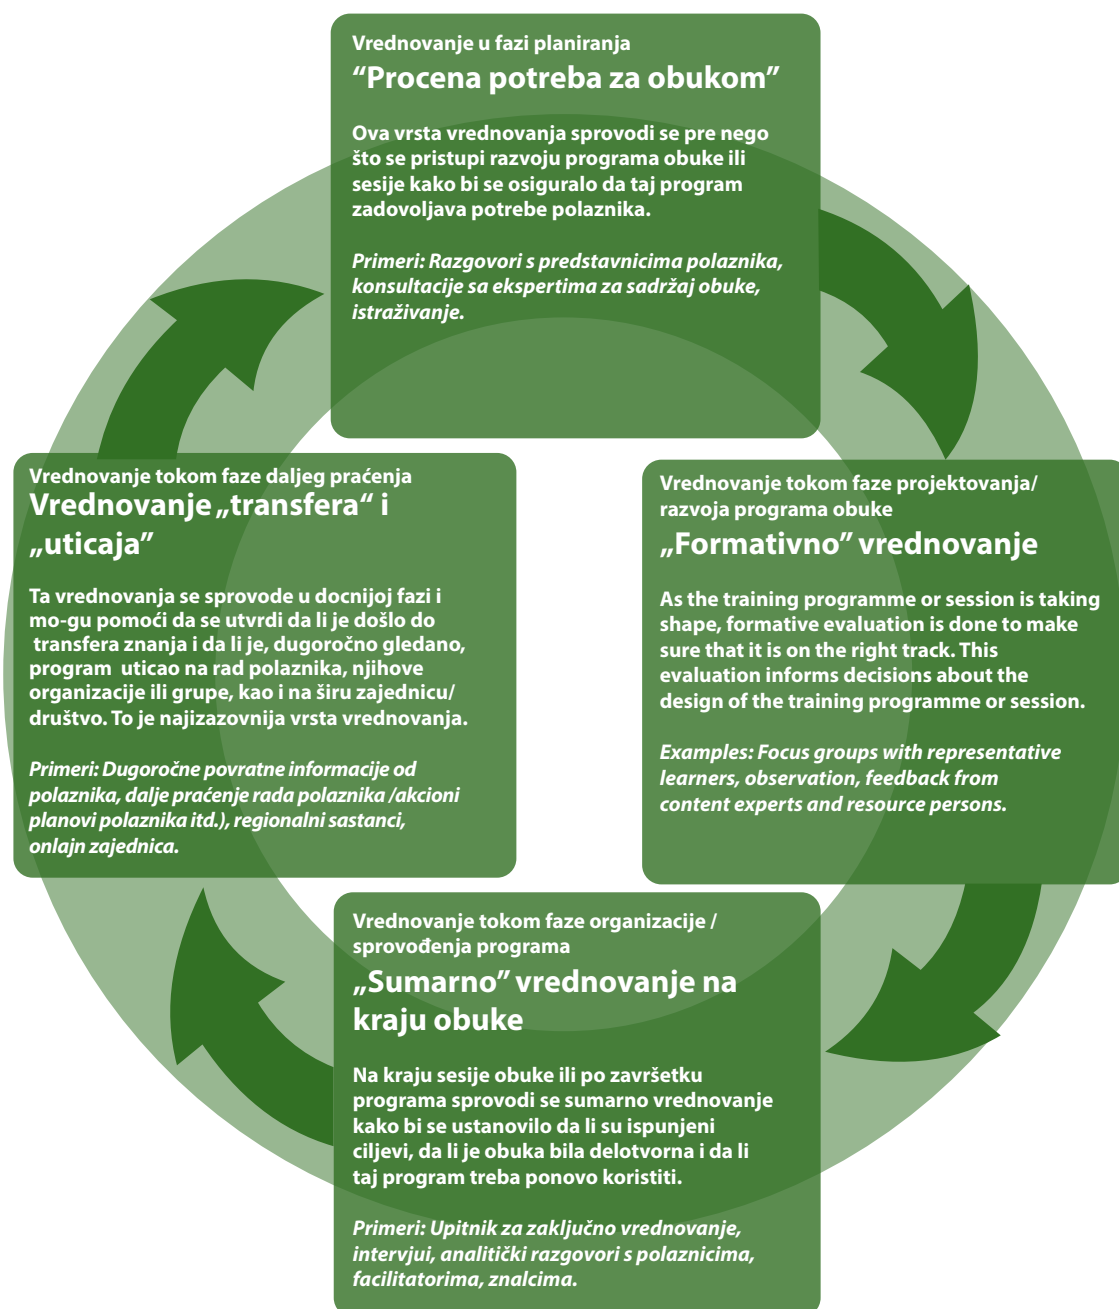 Vrednovanje u fazi planiranja
“Procena potreba za obukom”
Ova vrsta vrednovanja sprovodi se pre nego
što se pristupi razvoju programa obuke ili
sesije kako bi se osiguralo da taj program
zadovoljava potrebe polaznika.
Primeri: Razgovori s predstavnicima polaznika,
konsultacije sa ekspertima za sadržaj obuke,
istraživanje.
Vrednovanje tokom faze projektovanja/
razvoja programa obuke
„Formativno” vrednovanje
As the training programme or session is taking
shape, formative evaluation is done to make
sure that it is on the right track. This
evaluation informs decisions about the
design of the training programme or session.
Examples: Focus groups with representative
learners, observation, feedback from
content experts and resource persons.
Vrednovanje tokom faze organizacije /
sprovođenja programa
„Sumarno” vrednovanje na
kraju obuke
Na kraju sesije obuke ili po završetku
programa sprovodi se sumarno vrednovanje
kako bi se ustanovilo da li su ispunjeni
ciljevi, da li je obuka bila delotvorna i da li
taj program treba ponovo koristiti.
Primeri: Upitnik za zaključno vrednovanje,
intervjui, analitički razgovori s polaznicima,
facilitatorima, znalcima.
Vrednovanje tokom faze daljeg praćenja
Vrednovanje „transfera“ i
„uticaja”
Ta vrednovanja se sprovode u docnijoj fazi i
mo-gu pomoći da se utvrdi da li je došlo do
transfera znanja i da li je, dugoročno gledano,
program uticao na rad polaznika, njihove
organizacije ili grupe, kao i na širu zajednicu/
društvo. To je najizazovnija vrsta vrednovanja.
Primeri: Dugoročne povratne informacije od
polaznika, dalje praćenje rada polaznika /akcioni
planovi polaznika itd.), regionalni sastanci,
onlajn zajednica.